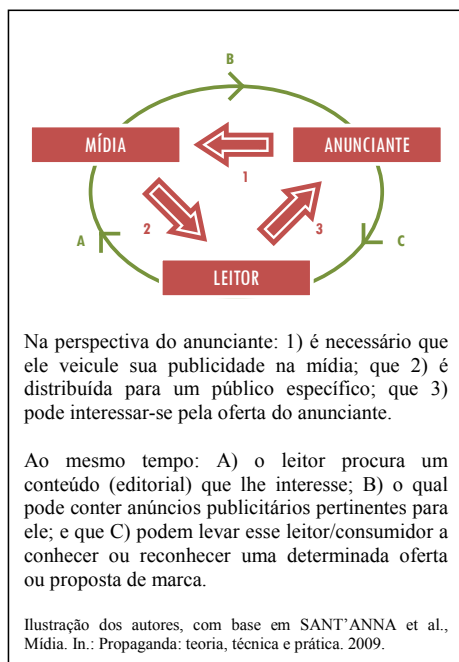 B
MÍDIA
ANUNCIANTE
1
A
2
3
C
LEITOR
Na perspectiva do anunciante: 1) é necessário que
ele veicule sua publicidade na mídia; que 2) é
distribuída para um público específico; que 3)
pode interessar-se pela oferta do anunciante.
Ao mesmo tempo: A) o leitor procura um
conteúdo (editorial) que lhe interesse; B) o qual
pode conter anúncios publicitários pertinentes para
ele; e que C) podem levar esse leitor/consumidor a
conhecer ou reconhecer uma determinada oferta
ou proposta de marca.
Ilustração dos autores, com base em SANT’ANNA et al.,
Mídia. In.: Propaganda: teoria, técnica e prática. 2009.